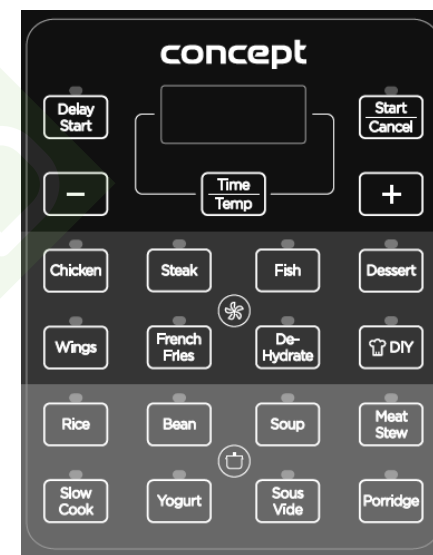 concept
Delay
Start
Start
Cancel
−
Time
Temp
+
Chicken
Steak
Fish
Dessert
Wings
French
Fries
De-
Hydrate
DIY
Rice
Bean
Soup
Meat
Stew
Slow
Cook
Yogurt
Sous
Vide
Porridge